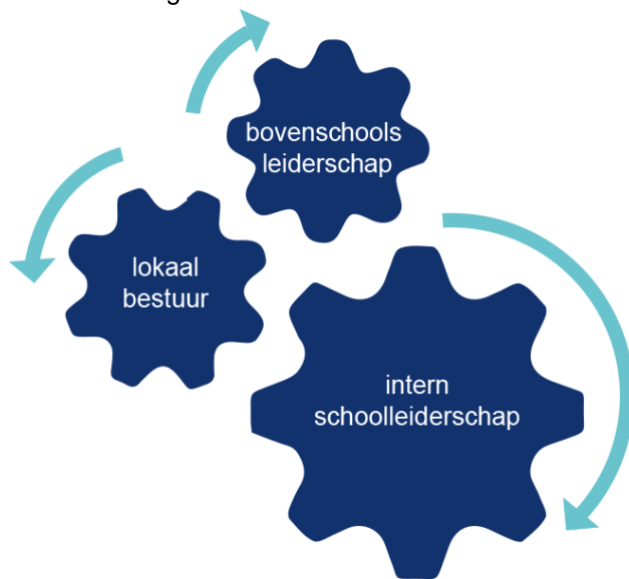 bovenschools
leiderschap
lokaal
bestuur
intern
schoolleiderschap